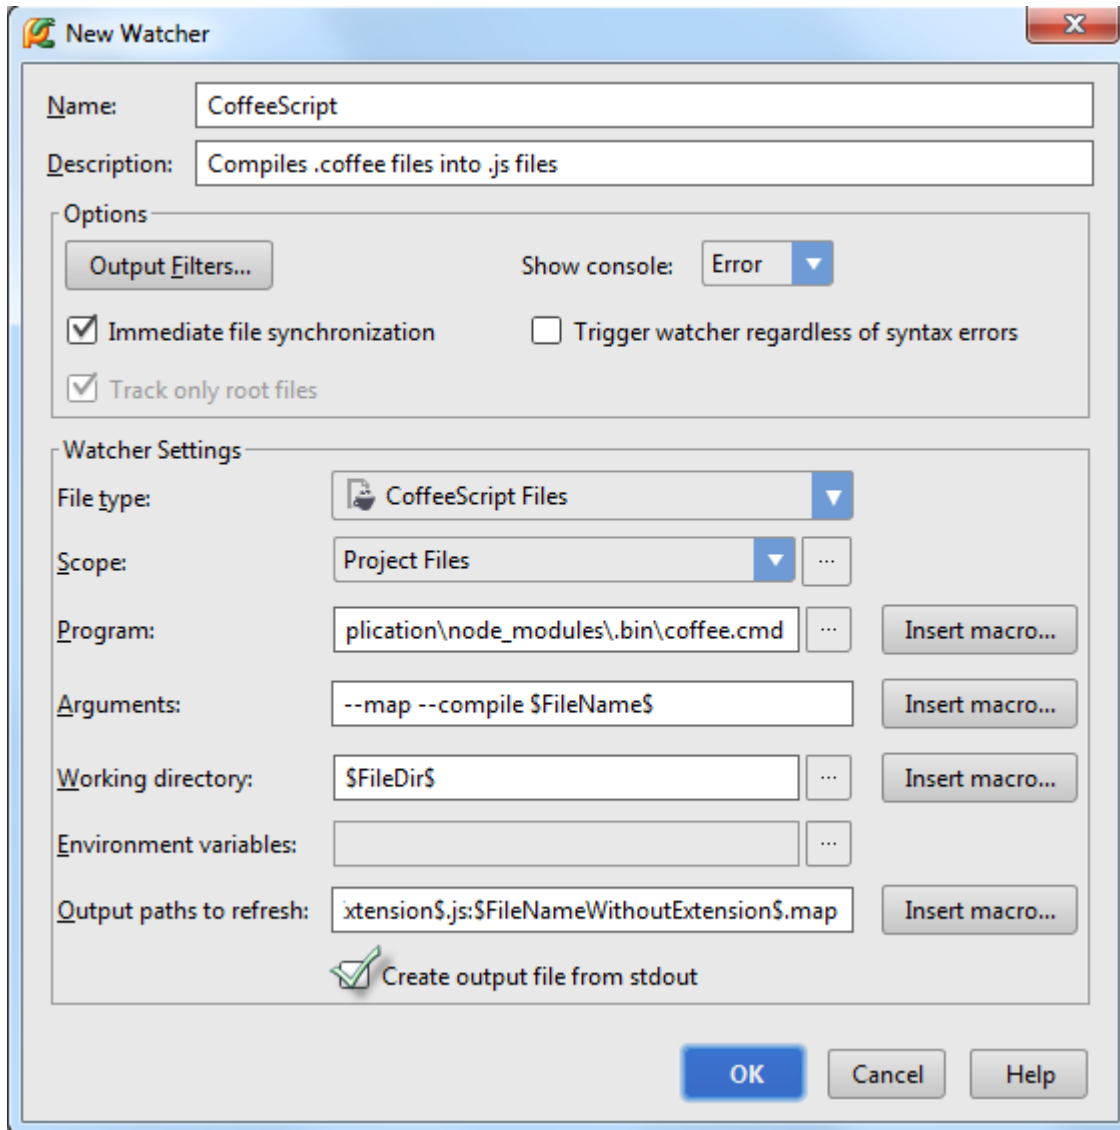 New Watcher
Name: CoffeeScript
Description: Compiles .coffee files into .js files
Options
Output Filters... Show console: Error
Immediate file synchronization Trigger watcher regardless of syntax errors
Track only root files
Watcher Settings
File type: CoffeeScript Files
Scope: Project Files ...
Program: plication\node_modules\.bin\coffee.cmd ... Insert macro...
Arguments: --map --compile $FileName$ Insert macro...
Working directory: $FileDir$ ... Insert macro...
Environment variables: ...
Output paths to refresh: xtension$.js:$FileNameWithoutExtension$.map Insert macro...
Create output file from stdout
OK Cancel Help